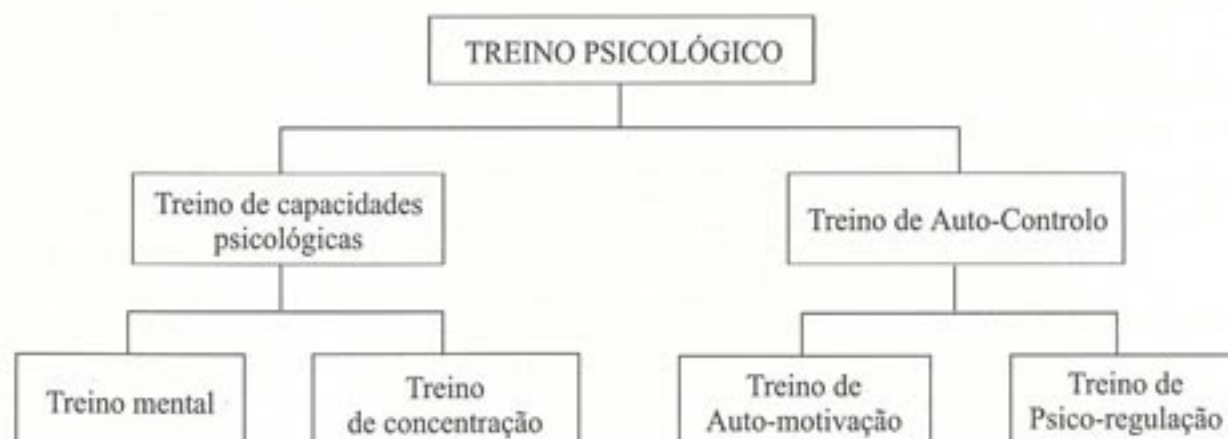 TREINO PSICOLÓGICO
Treino de capacidades
psicológicas
Treino de Auto-Controlo
Treino mental
Treino
de concentração
Treino de
Auto-motivação
Treino de
Psico-regulação